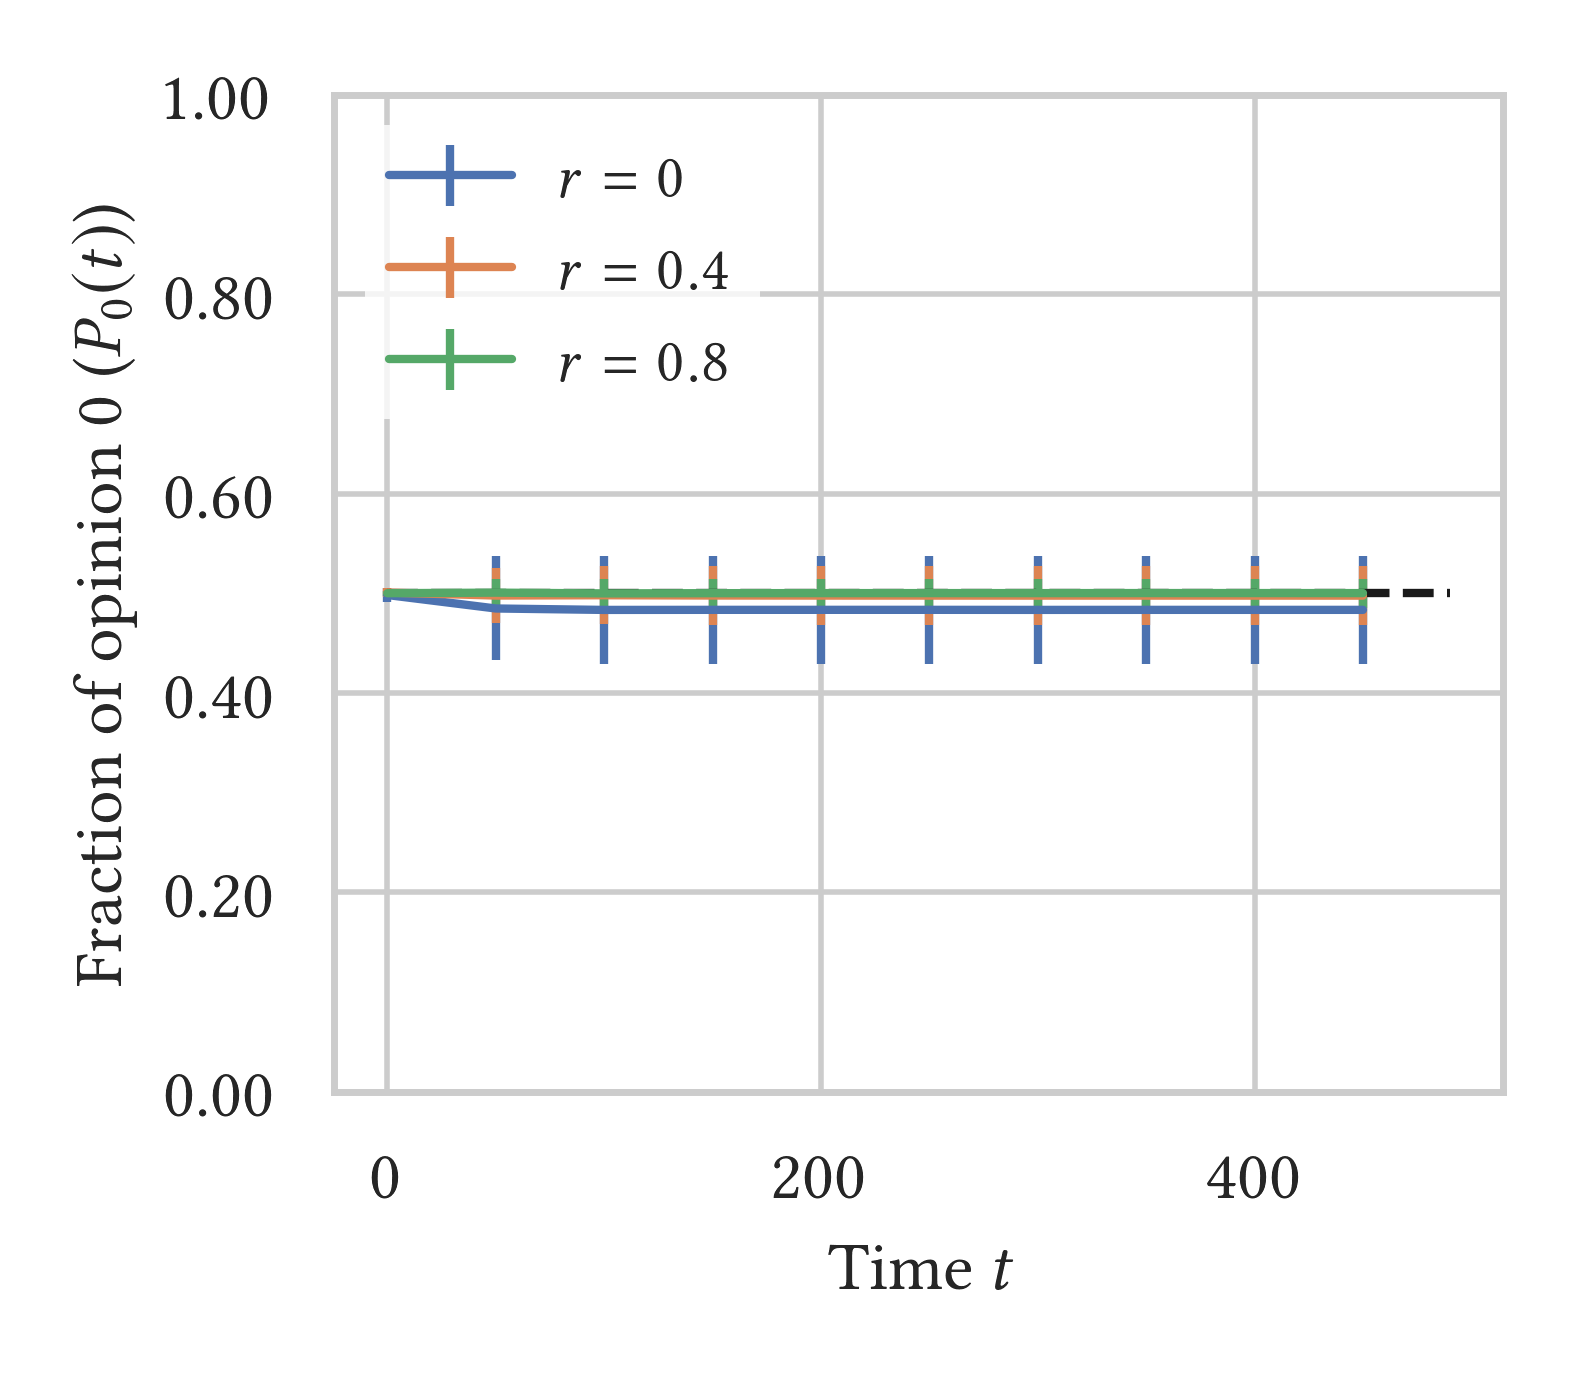 Fraction of opinion 0 (P₀(t))
1.00
0.80
0.60
0.40
0.20
0.00
r = 0
r = 0.4
r = 0.8
0 200 400
Time t